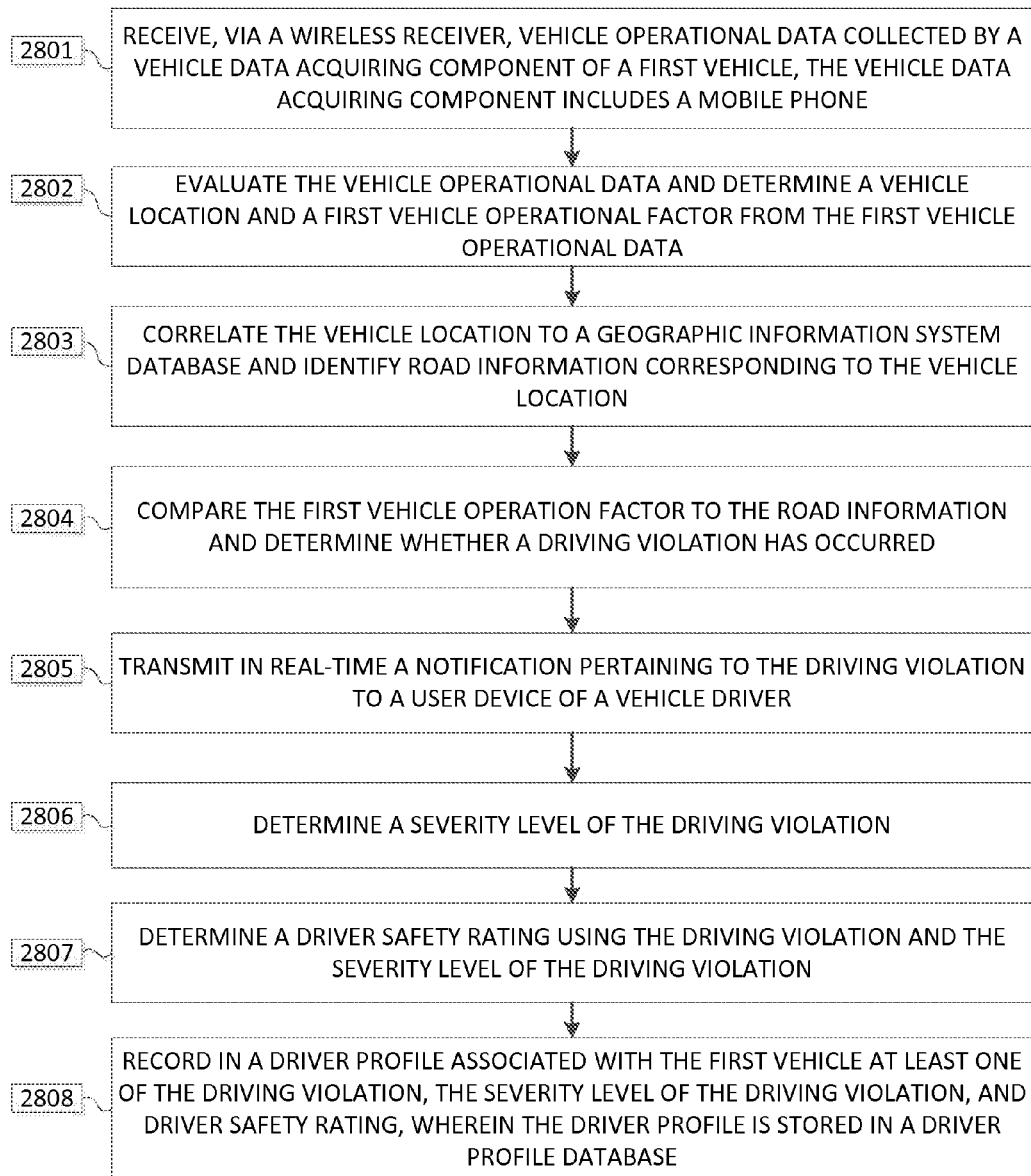 2801
RECEIVE, VIA A WIRELESS RECEIVER, VEHICLE OPERATIONAL DATA COLLECTED BY A
VEHICLE DATA ACQUIRING COMPONENT OF A FIRST VEHICLE, THE VEHICLE DATA
ACQUIRING COMPONENT INCLUDES A MOBILE PHONE
2802
EVALUATE THE VEHICLE OPERATIONAL DATA AND DETERMINE A VEHICLE
LOCATION AND A FIRST VEHICLE OPERATIONAL FACTOR FROM THE FIRST VEHICLE
OPERATIONAL DATA
2803
CORRELATE THE VEHICLE LOCATION TO A GEOGRAPHIC INFORMATION SYSTEM
DATABASE AND IDENTIFY ROAD INFORMATION CORRESPONDING TO THE VEHICLE
LOCATION
2804
COMPARE THE FIRST VEHICLE OPERATION FACTOR TO THE ROAD INFORMATION
AND DETERMINE WHETHER A DRIVING VIOLATION HAS OCCURRED
2805
TRANSMIT IN REAL-TIME A NOTIFICATION PERTAINING TO THE DRIVING VIOLATION
TO A USER DEVICE OF A VEHICLE DRIVER
2806
DETERMINE A SEVERITY LEVEL OF THE DRIVING VIOLATION
2807
DETERMINE A DRIVER SAFETY RATING USING THE DRIVING VIOLATION AND THE
SEVERITY LEVEL OF THE DRIVING VIOLATION
2808
RECORD IN A DRIVER PROFILE ASSOCIATED WITH THE FIRST VEHICLE AT LEAST ONE
OF THE DRIVING VIOLATION, THE SEVERITY LEVEL OF THE DRIVING VIOLATION, AND
DRIVER SAFETY RATING, WHEREIN THE DRIVER PROFILE IS STORED IN A DRIVER
PROFILE DATABASE